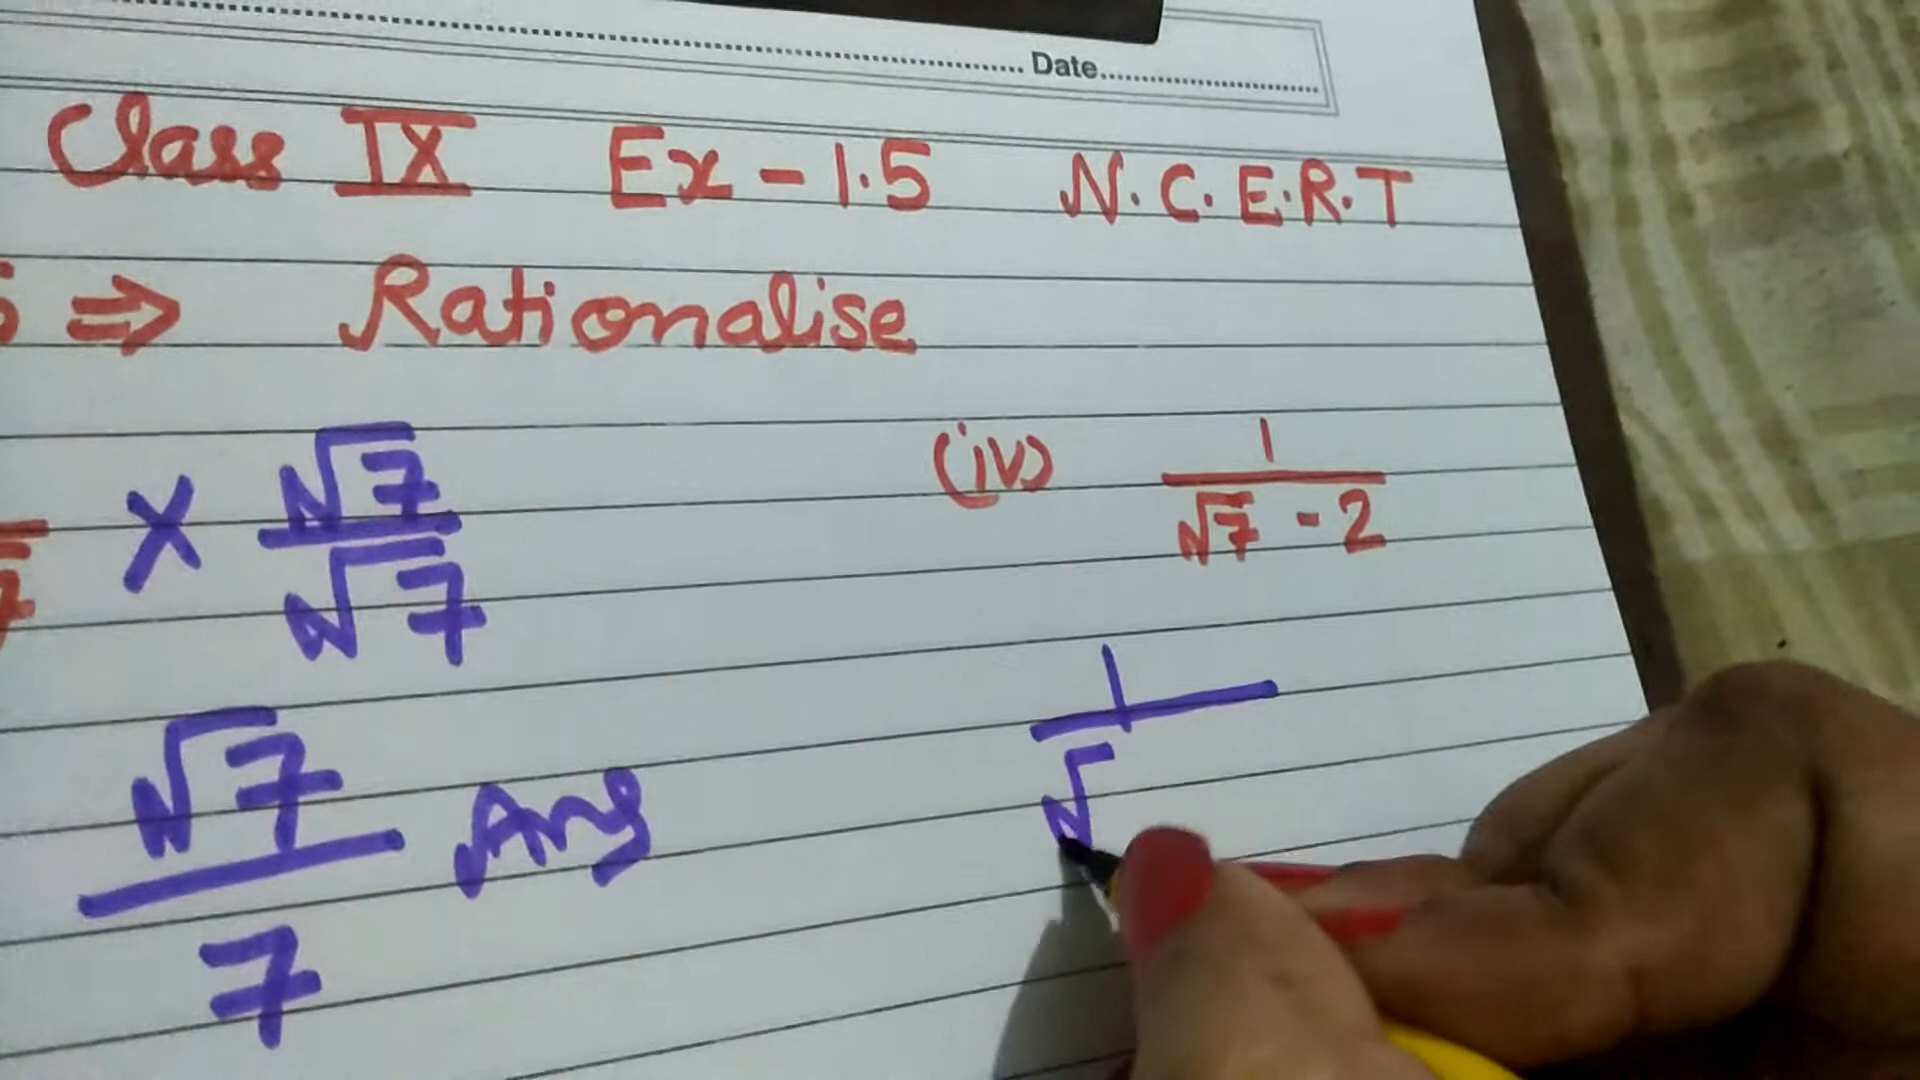 Date
Class IX Ex - 1.5 N.C.E.R.T
⇒ Rationalise
× √7/√7
(iv) 1/(√7 - 2)
√7/7 Ans
1/√